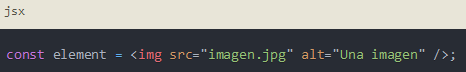 jsx
const element = <img src="imagen.jpg" alt="Una imagen" />;